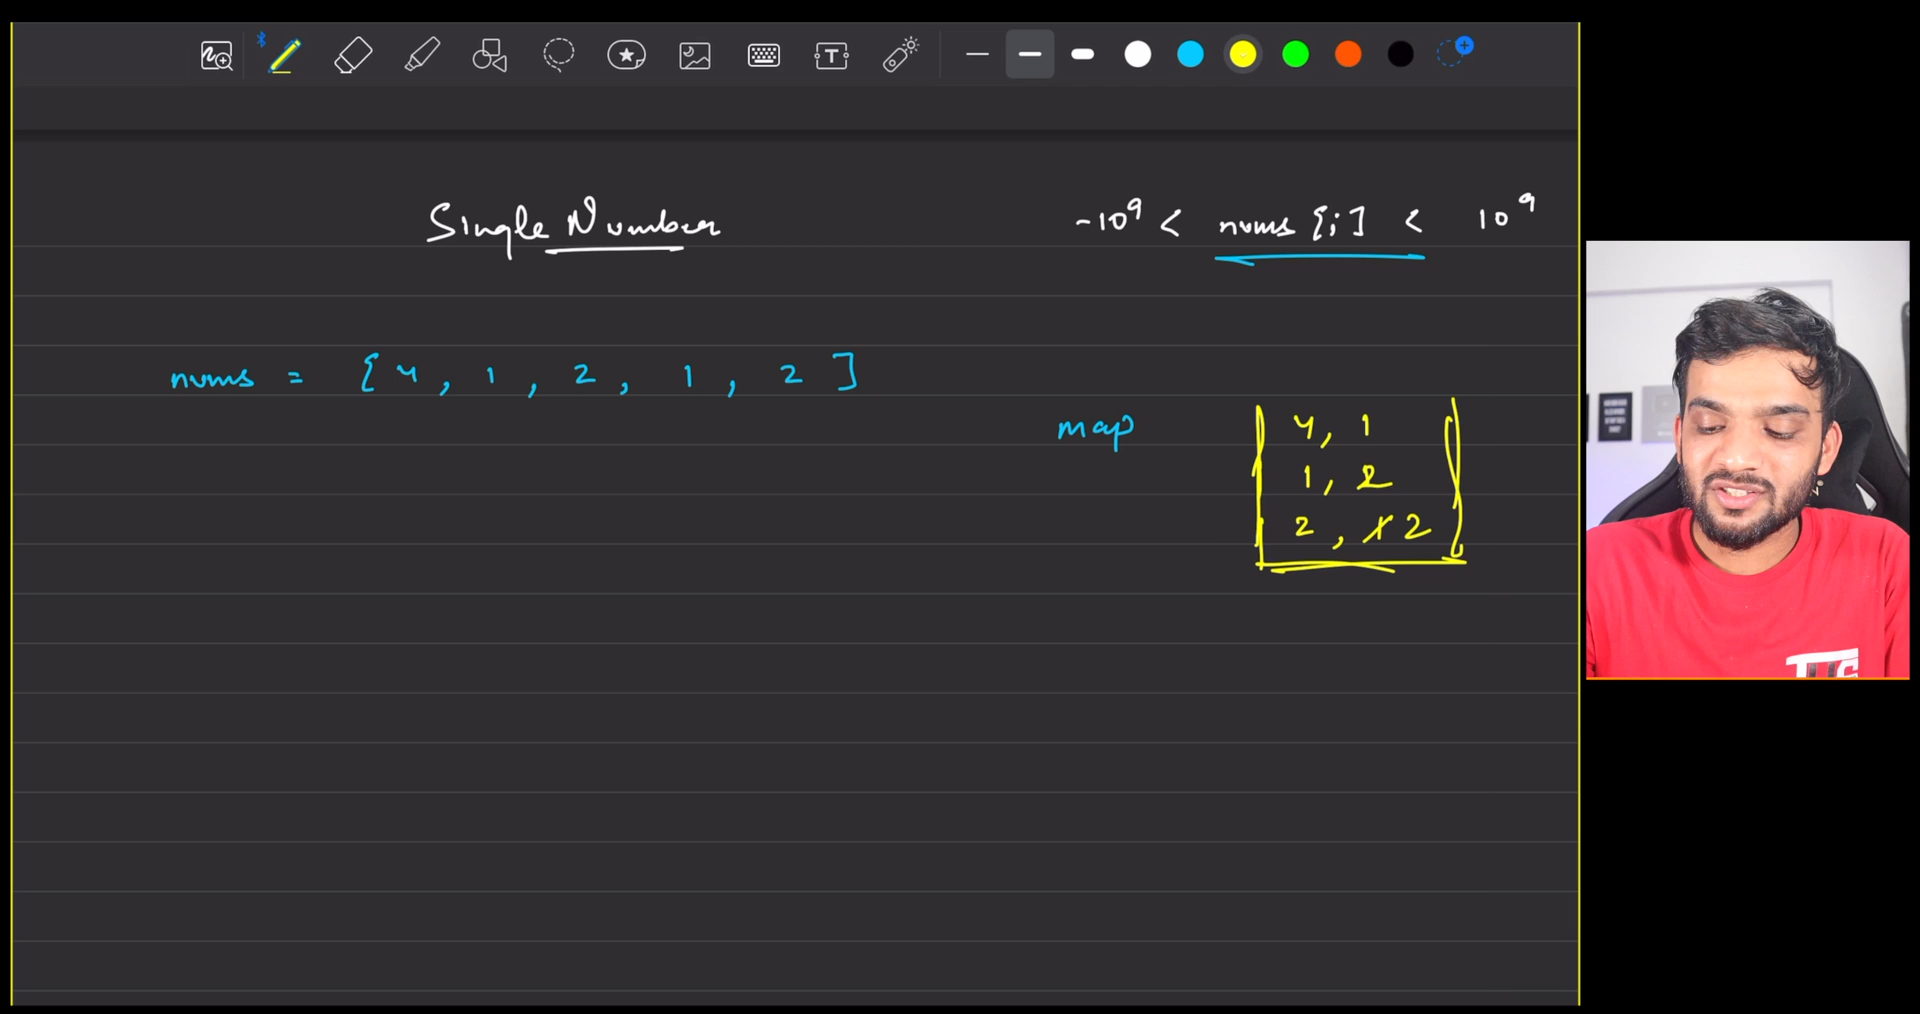 Single Number
-10⁹ < nums [i] < 10⁹
nums = [ 4 , 1 , 2 , 1 , 2 ]
map
4, 1
1, 2
2, 1 2
T